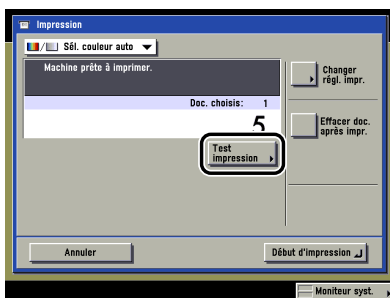 Impression
/ Sél. couleur auto
Machine prête à imprimer.
Changer
régl. impr.
Doc. choisis: 1
5
Effacer doc.
après impr.
Test
impression
Annuler
Début d'impression
Moniteur syst.